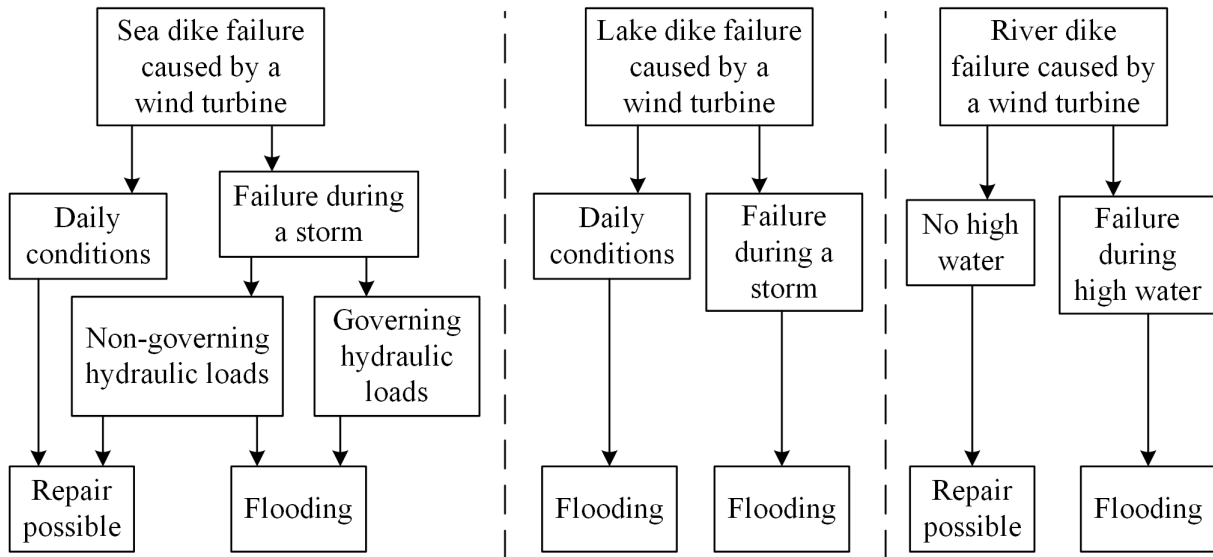 Sea dike failure
caused by a
wind turbine
Daily
conditions
Failure during
a storm
Non-governing
hydraulic loads
Governing
hydraulic
loads
Repair
possible
Flooding
Lake dike failure
caused by a
wind turbine
Daily
conditions
Failure
during a
storm
Flooding
Flooding
River dike
failure caused by
a wind turbine
No high
water
Failure
during
high water
Repair
possible
Flooding